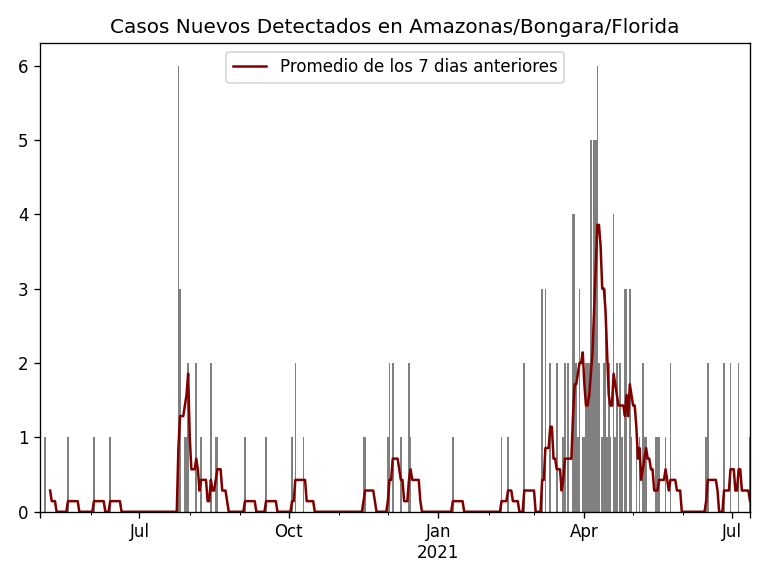 Casos Nuevos Detectados en Amazonas/Bongara/Florida
Promedio de los 7 dias anteriores
6
5
4
3
2
1
0
Jul
Oct
Jan
2021
Apr
Jul